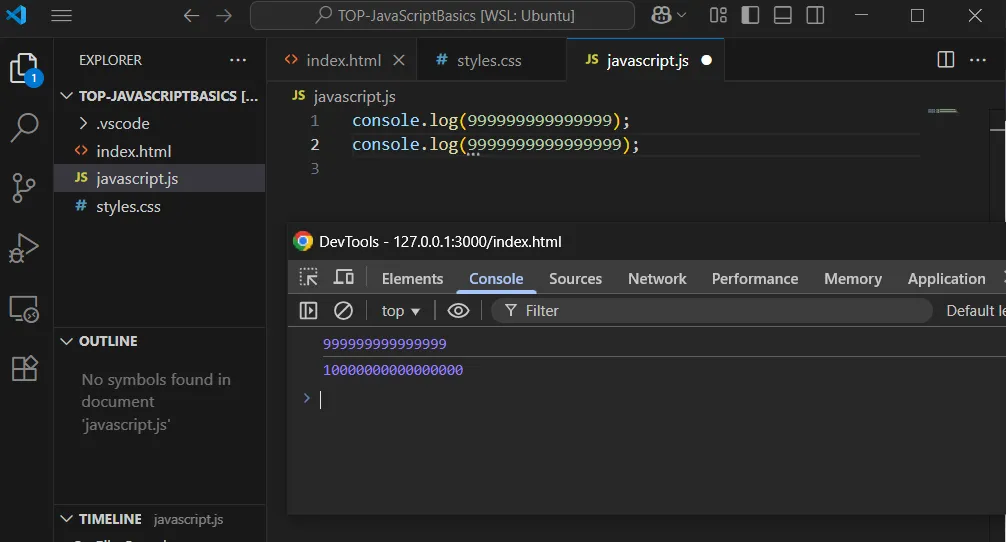 TOP-JavaScriptBasics [WSL: Ubuntu]
1
EXPLORER
index.html
styles.css
JS javascript.js
TOP-JAVASCRIPTBASICS [...
.vscode
index.html
JS javascript.js
styles.css
JS javascript.js
1 console.log(999999999999999);
2 console.log(9999999999999999);
3
DevTools - 127.0.0.1:3000/index.html
Elements Console Sources Network Performance Memory Application
top Filter Default le
999999999999999
10000000000000000
OUTLINE
No symbols found in
document
'javascript.js'
TIMELINE javascript.js